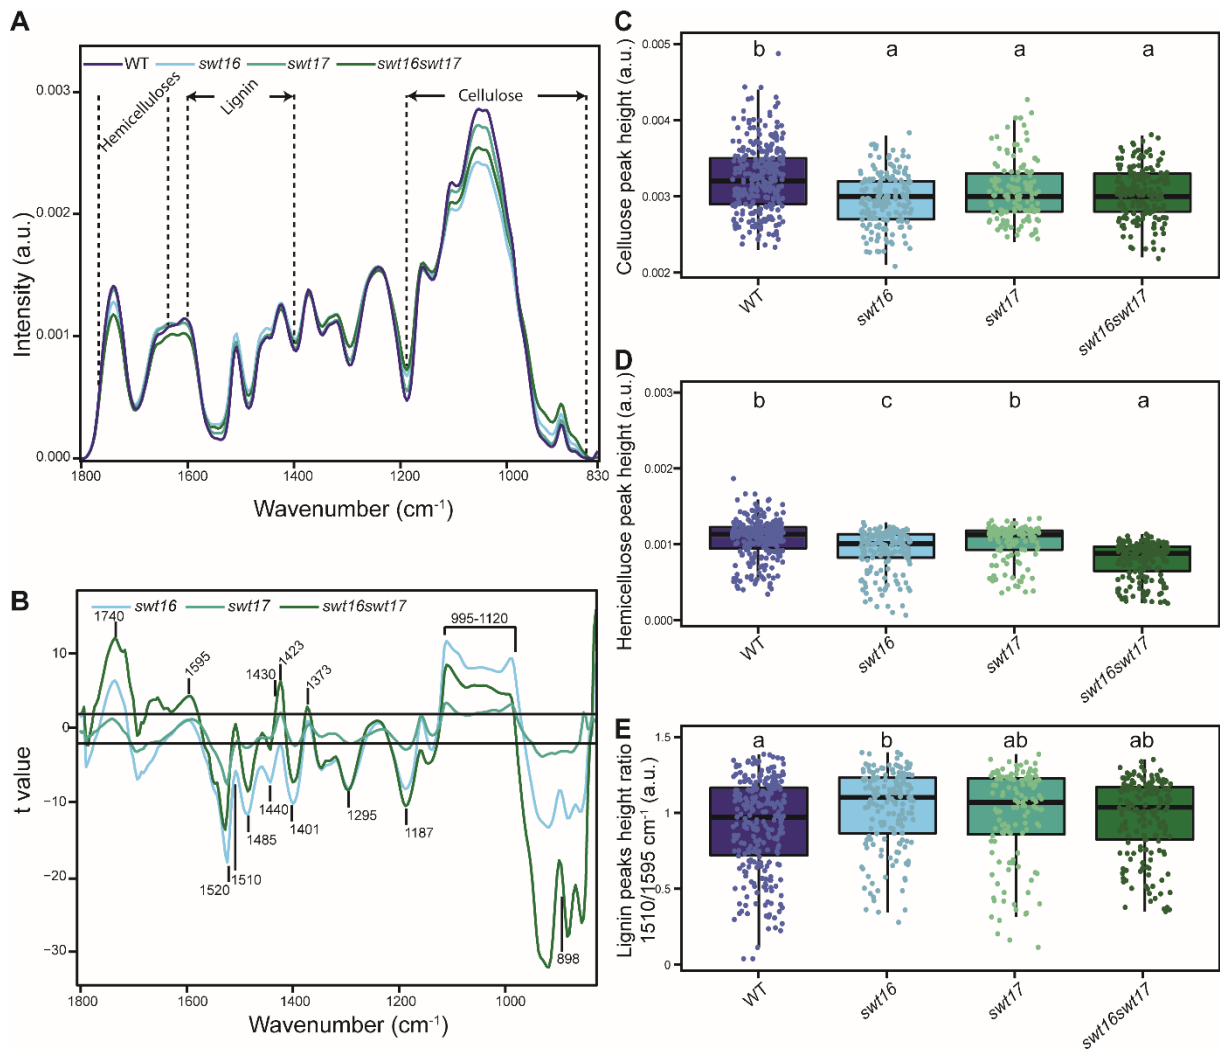 A
WT swt16 swt17 swt16swt17
Hemicelluloses
Lignin
Cellulose
0.003
0.002
0.001
0.000
Intensity (a.u.)
1800 1600 1400 1200 1000 830
Wavenumber (cm-1)
B
swt16 swt17 swt16swt17
1740
1595
1430
1423
1373
995-1120
10
0
−10
−20
−30
t value
1520
1510
1485
1440
1401
1295
1187
898
1800 1600 1400 1200 1000
Wavenumber (cm-1)
C
Celluose peak height (a.u.)
0.005
0.004
0.003
0.002
b a a a
WT swt16 swt17 swt16swt17
D
Hemicelluose peak height (a.u.)
0.003
0.002
0.001
0.000
b c b a
WT swt16 swt17 swt16swt17
E
Lignin peaks height ratio
1510/1595 cm-1 (a.u.)
1.5
1
0.5
0
a b ab ab
WT swt16 swt17 swt16swt17